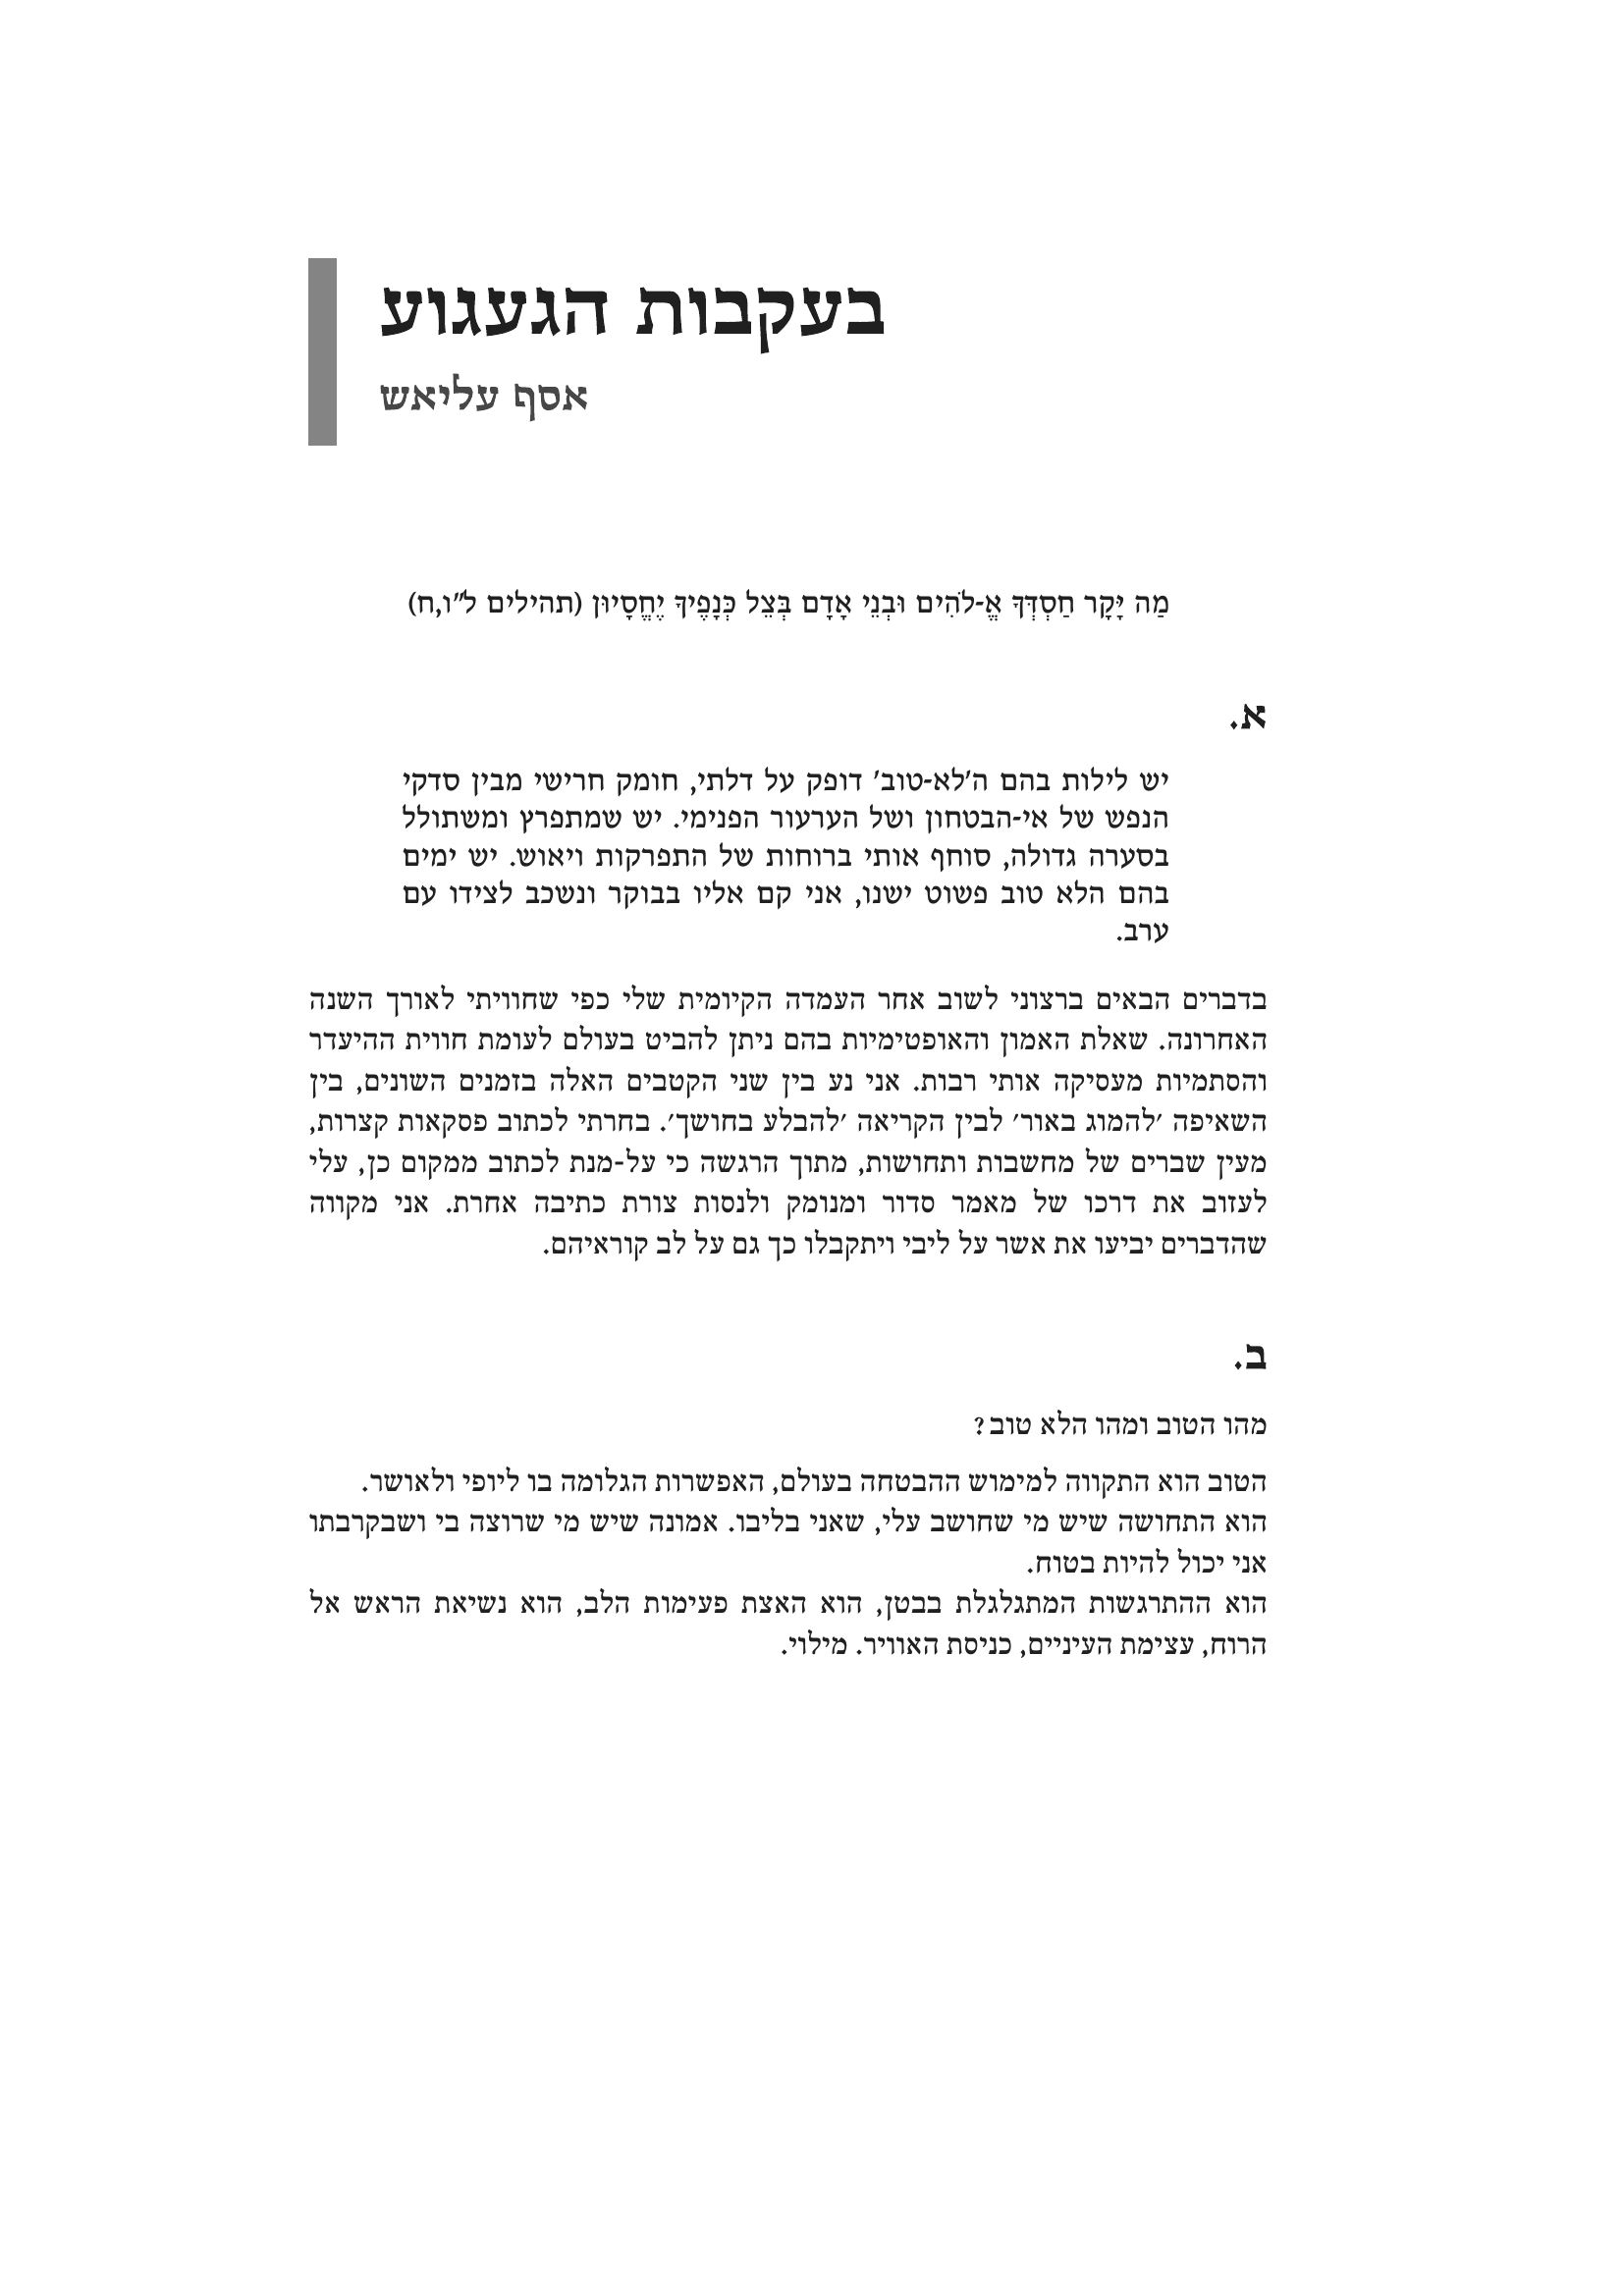 בעקבות הגעגוע
אסף עליאש
מַה יָּקָר חַסְדְּךָ אֱ-לֹהִים וּבְנֵי אָדָם בְּצֵל כְּנָפֶיךָ יֶחֱסָיוּן (תהילים ל״ו,ח)
א.
יש לילות בהם ה׳לא-טוב׳ דופק על דלתי, חומק חרישי מבין סדקי
הנפש של אי-הבטחון ושל הערעור הפנימי. יש שמתפרץ ומשתולל
בסערה גדולה, סוחף אותי ברוחות של התפרקות ויאוש. יש ימים
בהם הלא טוב פשוט ישנו, אני קם אליו בבוקר ונשכב לצידו עם
ערב.
בדברים הבאים ברצוני לשוב אחר העמדה הקיומית שלי כפי שחוויתי לאורך השנה
האחרונה. שאלת האמון והאופטימיות בהם ניתן להביט בעולם לעומת חווית ההיעדר
והסתמיות מעסיקה אותי רבות. אני נע בין שני הקטבים האלה בזמנים השונים, בין
השאיפה ׳להמוג באור׳ לבין הקריאה ׳להבלע בחושך׳. בחרתי לכתוב פסקאות קצרות,
מעין שברים של מחשבות ותחושות, מתוך הרגשה כי על-מנת לכתוב ממקום כן, עלי
לעזוב את דרכו של מאמר סדור ומנומק ולנסות צורת כתיבה אחרת. אני מקווה
שהדברים יביעו את אשר על ליבי ויתקבלו כך גם על לב קוראיהם.
ב.
מהו הטוב ומהו הלא טוב?
הטוב הוא התקווה למימוש ההבטחה בעולם, האפשרות הגלומה בו ליופי ולאושר.
הוא התחושה שיש מי שחושב עלי, שאני בליבו. אמונה שיש מי שרוצה בי ושבקרבתו
אני יכול להיות בטוח.
הוא ההתרגשות המתגלגלת בבטן, הוא האצת פעימות הלב, הוא נשיאת הראש אל
הרוח, עצימת העיניים, כניסת האוויר. מילוי.